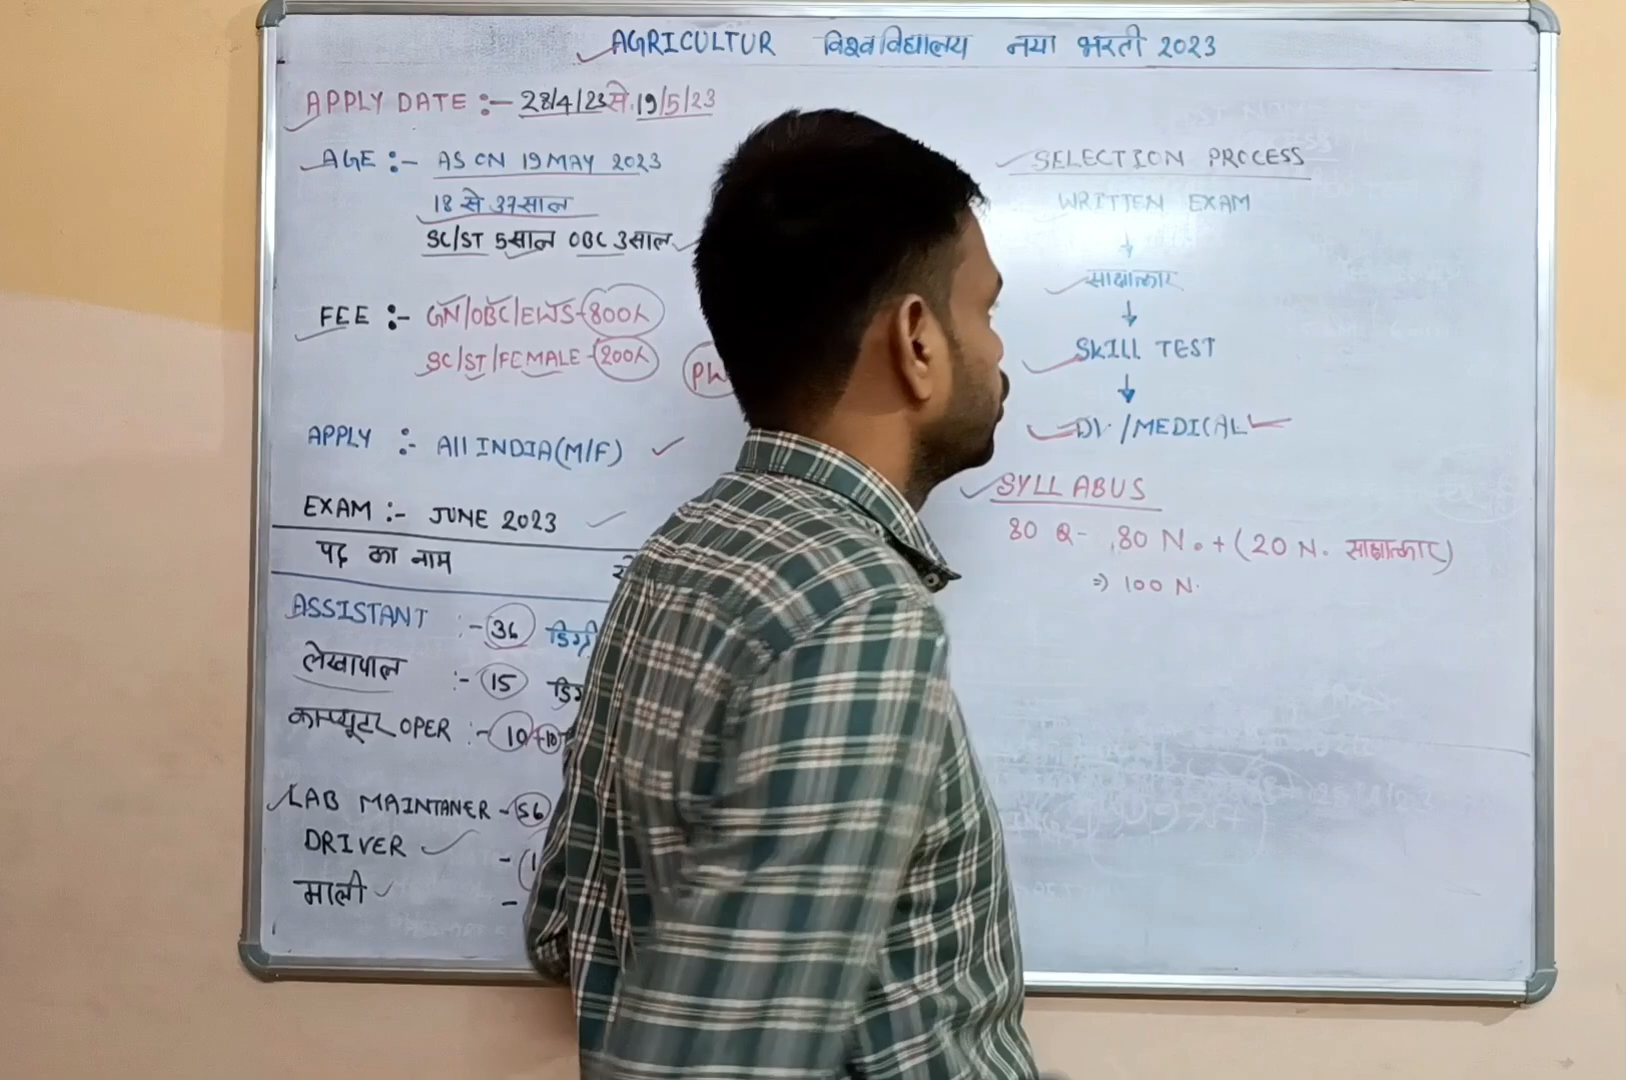 AGRICULTUR विश्वविद्यालय नया भरती 2023
APPLY DATE :- 28/4/23 से 19/5/23
AGE :- AS ON 19 MAY 2023
18 से 37 साल
SC/ST 5 साल OBC 3 साल
FEE :- GN/OBC/EWS - 800/-
SC/ST/FEMALE - 200/-
APPLY :- All INDIA (M/F)
EXAM :- JUNE 2023
पद का नाम
ASSISTANT :- 36 डिग्री
लेखापाल :- 15
काम्प्यूटर OPER :- 10+10
LAB MAINTANER - 56
DRIVER -
माली -
SELECTION PROCESS
WRITTEN EXAM
↓
साक्षात्कार
↓
SKILL TEST
↓
DV/MEDICAL
SYLLABUS
80 Q - 80 N. + (20 N. साक्षात्कार)
⇒ 100 N.